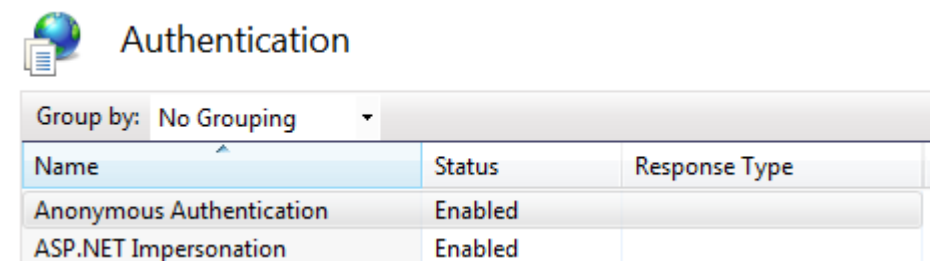 Authentication
Group by: No Grouping
Name Status Response Type
Anonymous Authentication Enabled
ASP.NET Impersonation Enabled